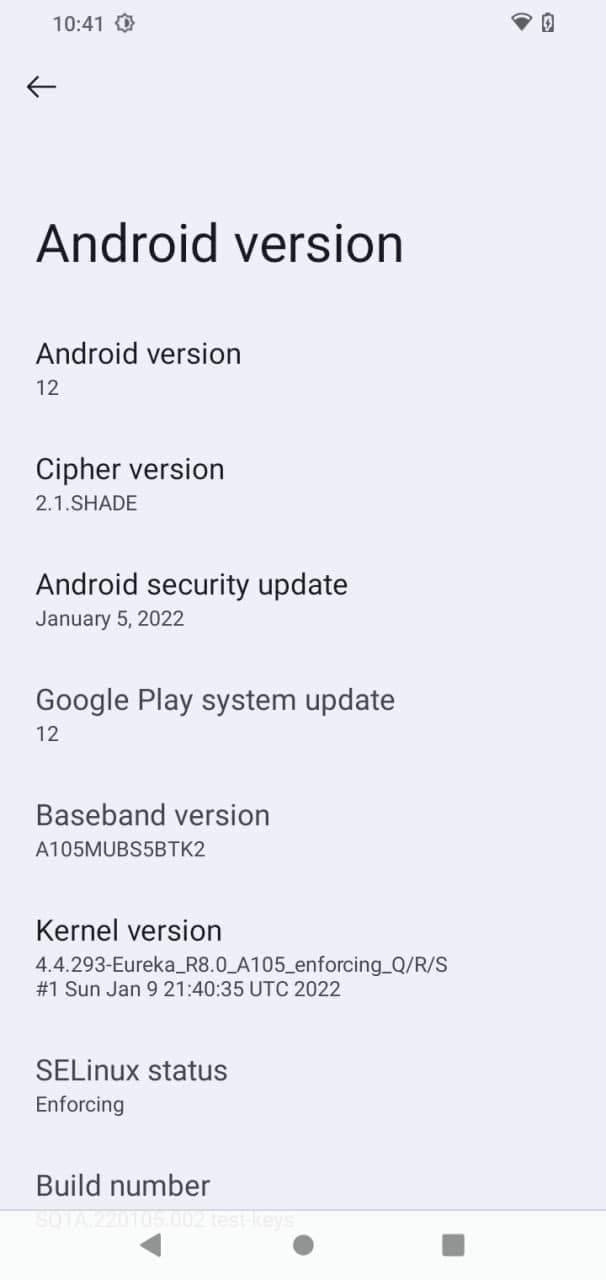 10:41
Android version
Android version
12
Cipher version
2.1.SHADE
Android security update
January 5, 2022
Google Play system update
12
Baseband version
A105MUBS5BTK2
Kernel version
4.4.293-Eureka_R8.0_A105_enforcing_Q/R/S
#1 Sun Jan 9 21:40:35 UTC 2022
SELinux status
Enforcing
Build number
SQ1A.220105.002 test-keys